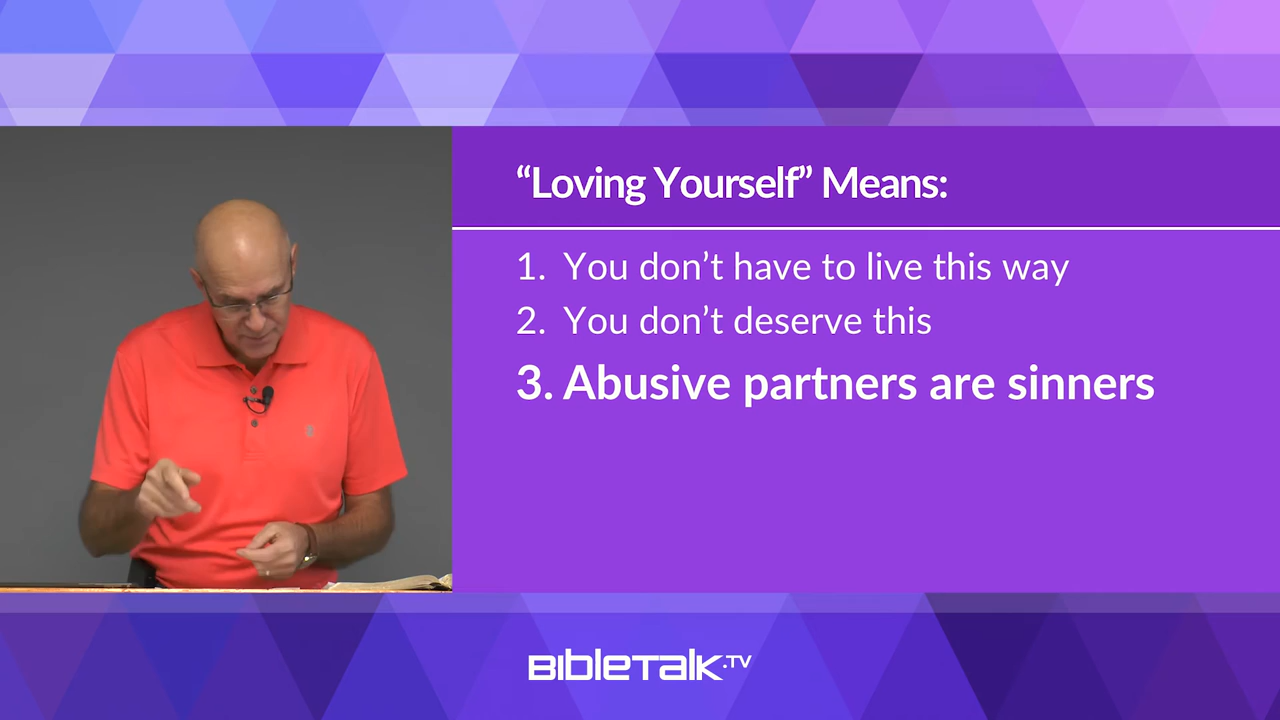 “Loving Yourself” Means:
1. You don’t have to live this way
2. You don’t deserve this
3. Abusive partners are sinners
BibleTalk.TV